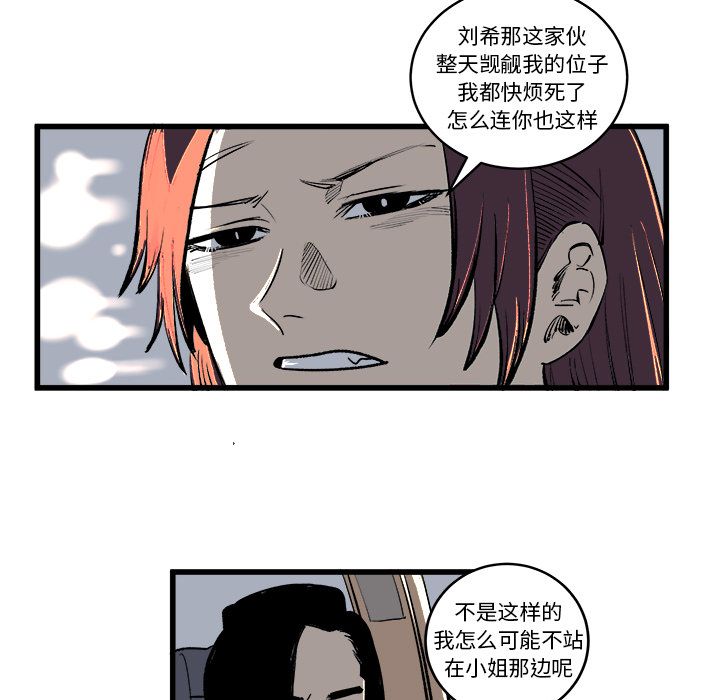 刘希那这家伙
整天觊觎我的位子
我都快烦死了
怎么连你也这样
不是这样的
我怎么可能不站
在小姐那边呢